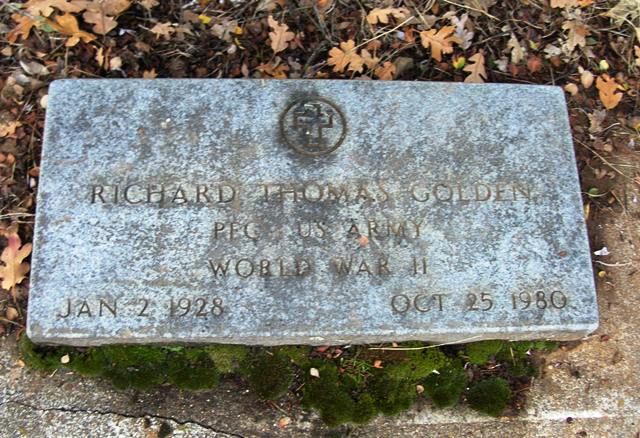 RICHARD THOMAS GOLDEN
PFC US ARMY
WORLD WAR II
JAN 2 1928 OCT 25 1980